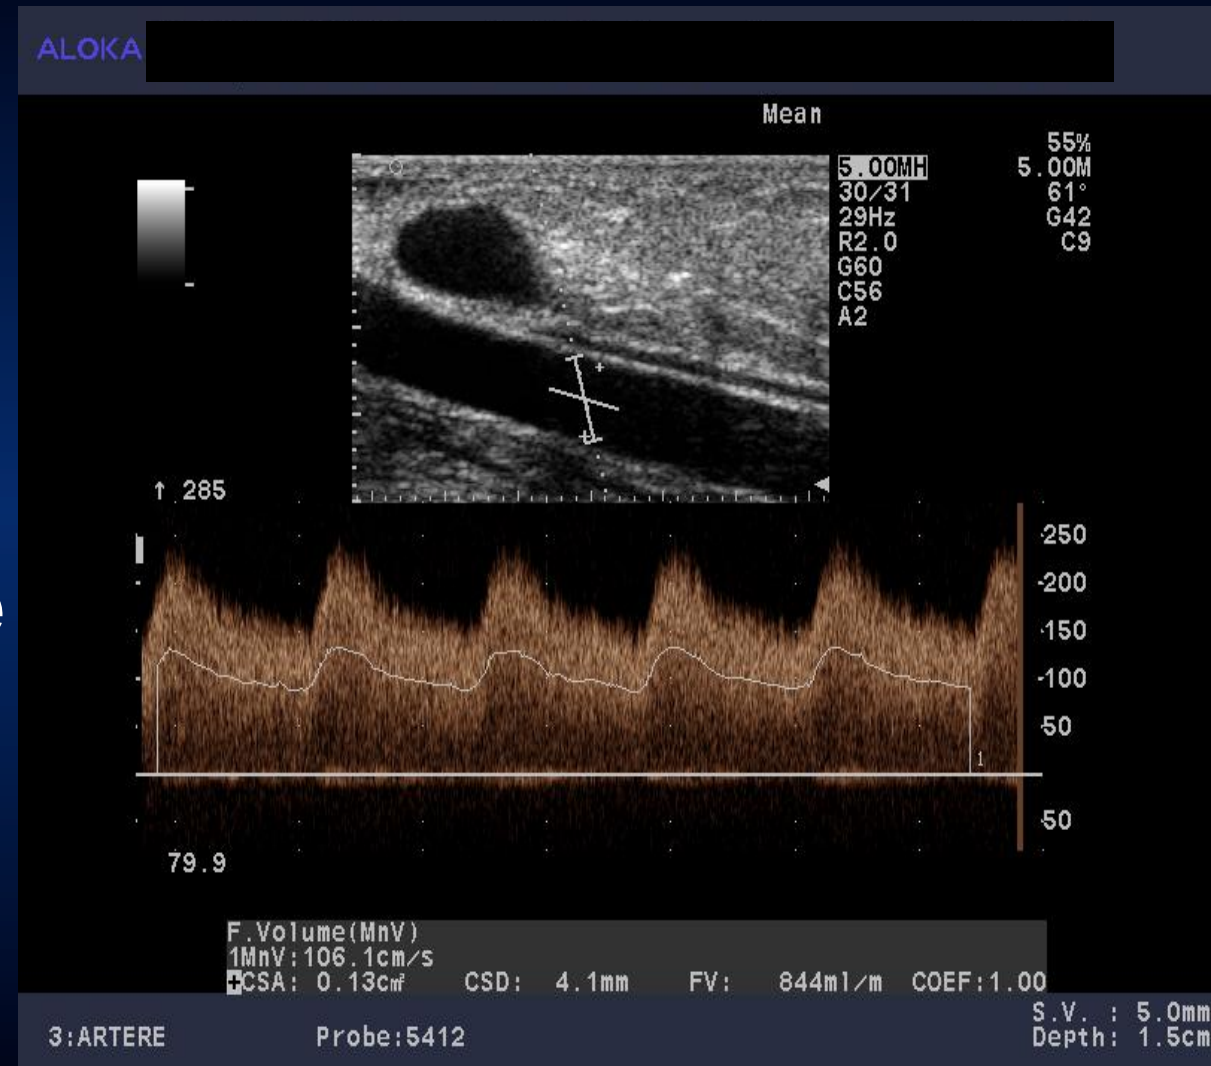 ALOKA
Mean
55%
5.00MH 5.00M
30/31 61°
29Hz G42
R2.0 C9
G60
C56
A2
↑ 285
250
-200
e
150
-100
50
1
50
79.9
F.Volume(MnV)
1MnV:106.1cm/s
+CSA: 0.13cm² CSD: 4.1mm FV: 844ml/m COEF:1.00
S.V. : 5.0mm
3:ARTERE Probe:5412 Depth: 1.5cm